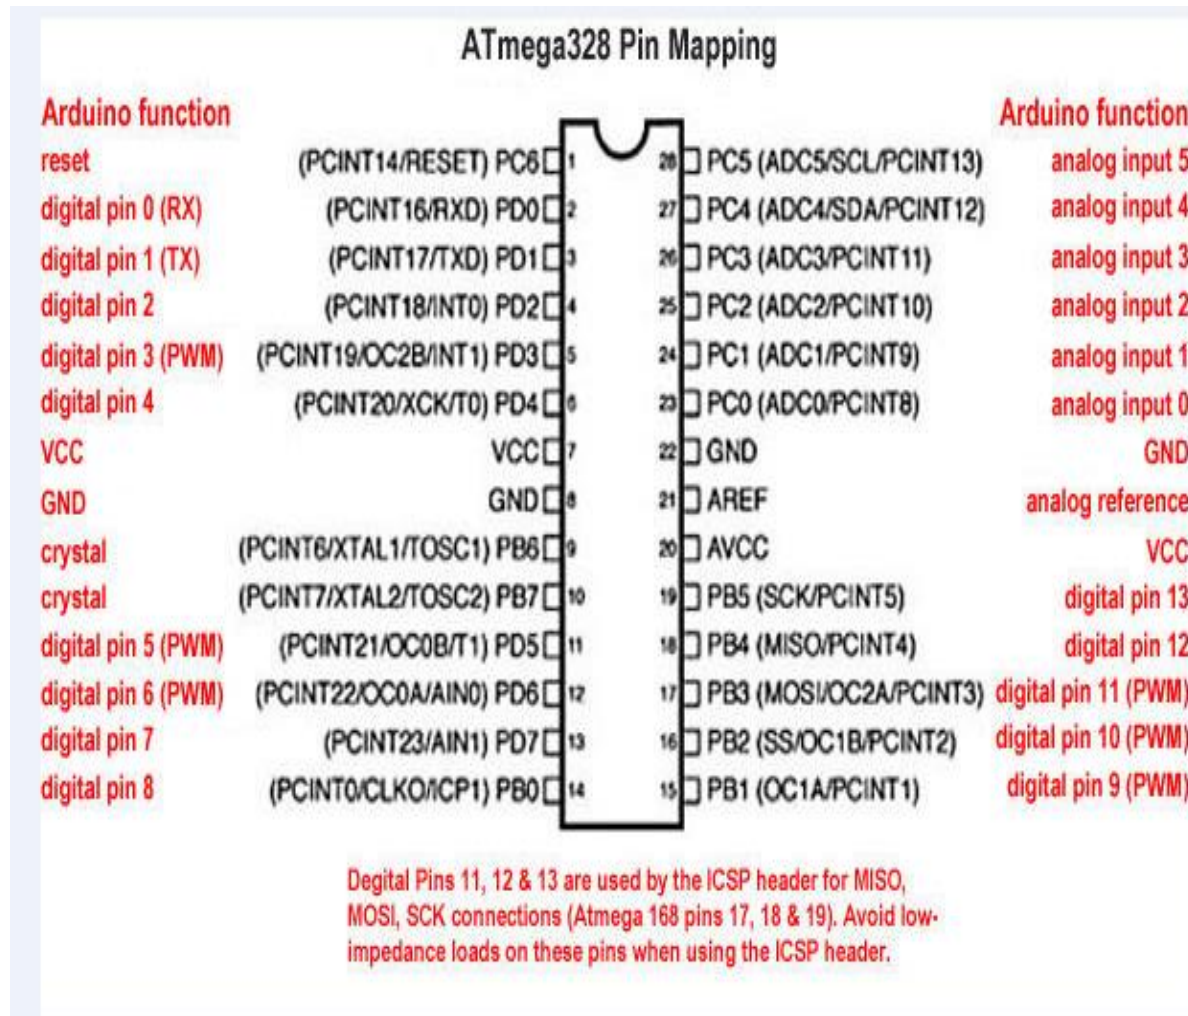 ATmega328 Pin Mapping
Arduino function Arduino function
reset (PCINT14/RESET) PC6 1 28 PC5 (ADC5/SCL/PCINT13) analog input 5
digital pin 0 (RX) (PCINT16/RXD) PD0 2 27 PC4 (ADC4/SDA/PCINT12) analog input 4
digital pin 1 (TX) (PCINT17/TXD) PD1 3 26 PC3 (ADC3/PCINT11) analog input 3
digital pin 2 (PCINT18/INT0) PD2 4 25 PC2 (ADC2/PCINT10) analog input 2
digital pin 3 (PWM) (PCINT19/OC2B/INT1) PD3 5 24 PC1 (ADC1/PCINT9) analog input 1
digital pin 4 (PCINT20/XCK/T0) PD4 6 23 PC0 (ADC0/PCINT8) analog input 0
VCC VCC 7 22 GND GND
GND GND 8 21 AREF analog reference
crystal (PCINT6/XTAL1/TOSC1) PB6 9 20 AVCC VCC
crystal (PCINT7/XTAL2/TOSC2) PB7 10 19 PB5 (SCK/PCINT5) digital pin 13
digital pin 5 (PWM) (PCINT21/OC0B/T1) PD5 11 18 PB4 (MISO/PCINT4) digital pin 12
digital pin 6 (PWM) (PCINT22/OC0A/AIN0) PD6 12 17 PB3 (MOSI/OC2A/PCINT3) digital pin 11 (PWM)
digital pin 7 (PCINT23/AIN1) PD7 13 16 PB2 (SS/OC1B/PCINT2) digital pin 10 (PWM)
digital pin 8 (PCINT0/CLKO/ICP1) PB0 14 15 PB1 (OC1A/PCINT1) digital pin 9 (PWM)
Degital Pins 11, 12 & 13 are used by the ICSP header for MISO,
MOSI, SCK connections (Atmega 168 pins 17, 18 & 19). Avoid low-
impedance loads on these pins when using the ICSP header.